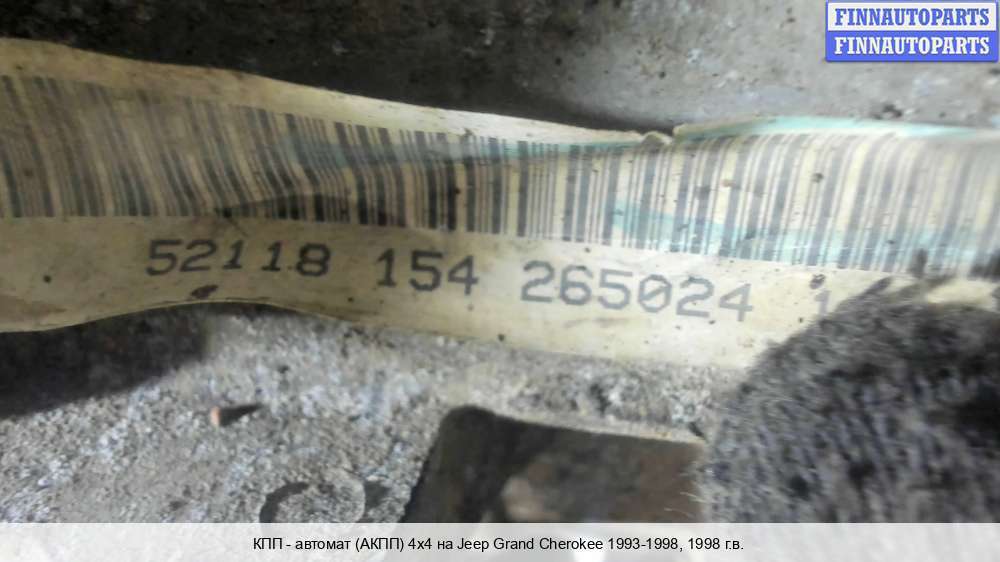 FINNAUTOPARTS
FINNAUTOPARTS
52118 154 265024
КПП - автомат (АКПП) 4x4 на Jeep Grand Cherokee 1993-1998, 1998 г.в.